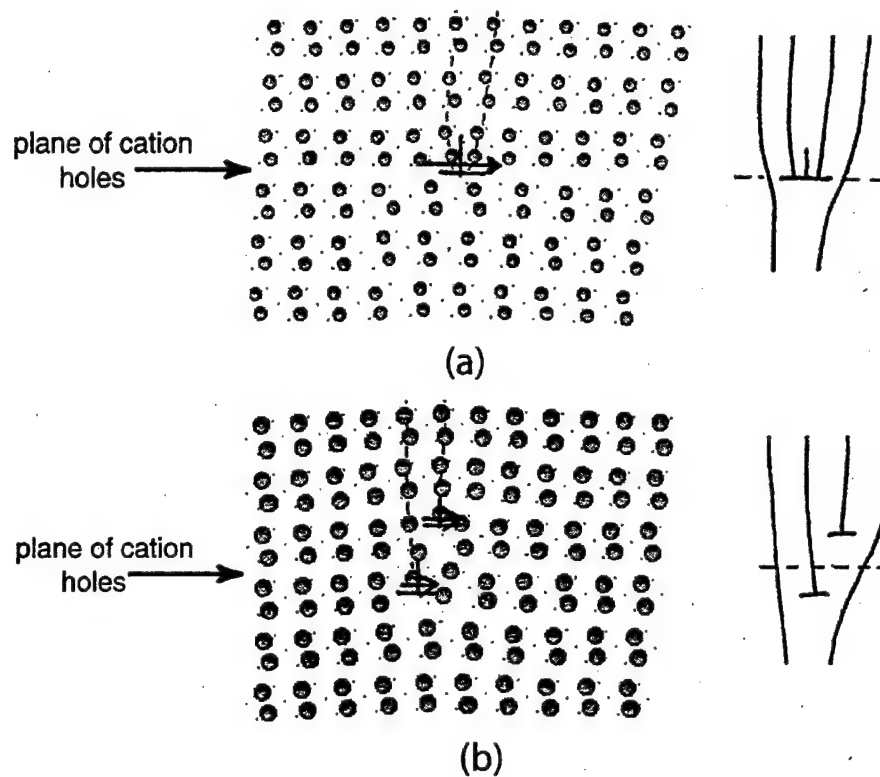 plane of cation
holes
(a)
plane of cation
holes
(b)